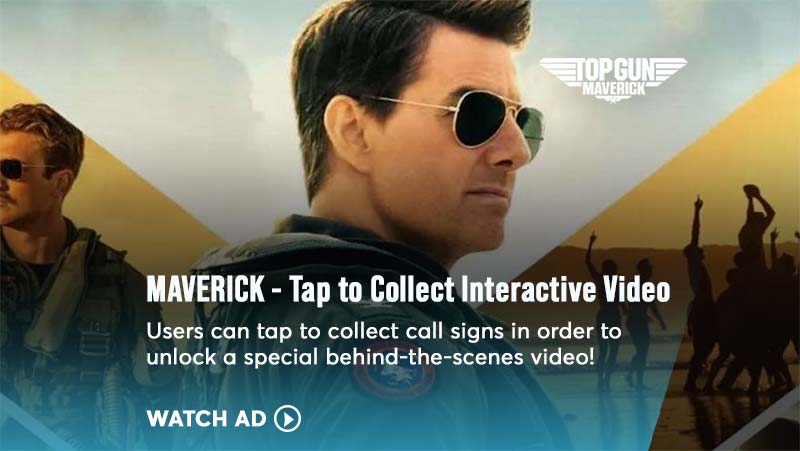 TOP GUN
MAVERICK
MAVERICK - Tap to Collect Interactive Video
Users can tap to collect call signs in order to
unlock a special behind-the-scenes video!
WATCH AD